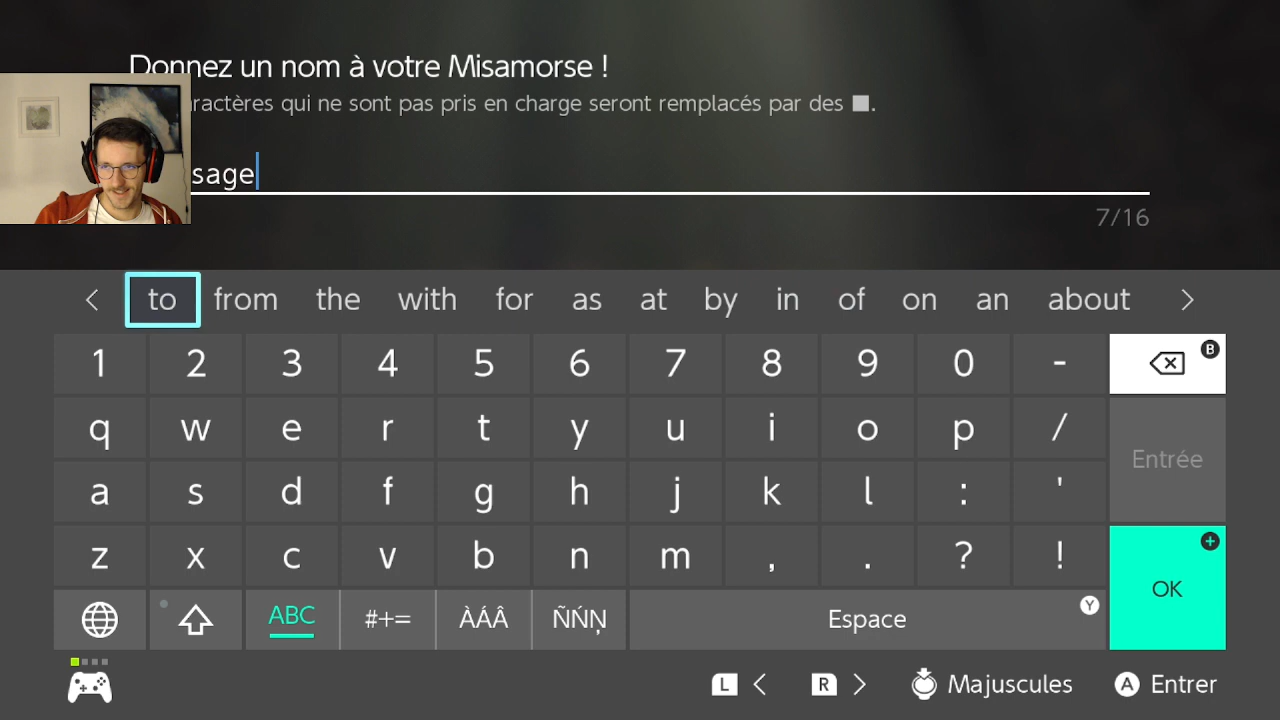 Donnez un nom à votre Misamorse !
ractères qui ne sont pas pris en charge seront remplacés par des ■.
sage
7/16
< to from the with for as at by in of on an about >
1 2 3 4 5 6 7 8 9 0 - B
q w e r t y u i o p / Entrée
a s d f g h j k l : '
z x c v b n m , . ? ! + OK
ABC #+= ÀÁÂ ÑŃŅ Espace Y
L < R > Majuscules A Entrer